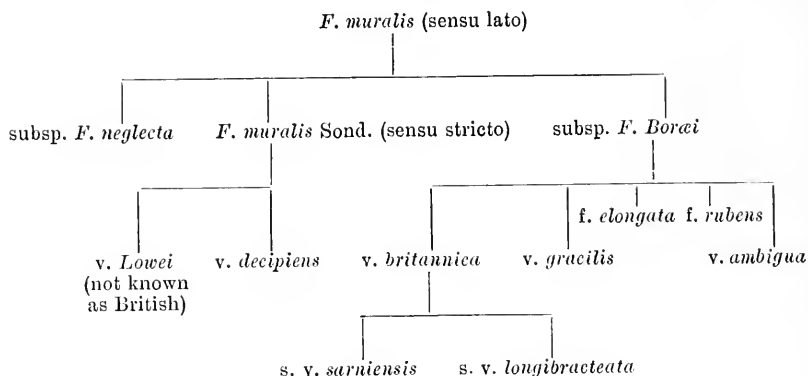 F. muralis (sensu lato)
subsp. F. neglecta F. muralis Sond. (sensu stricto) subsp. F. Boræi
f. elongata f. rubens
v. Lowei v. decipiens v. britannica v. gracilis v. ambigua
(not known
as British)
s. v. sarniensis s. v. longibracteata